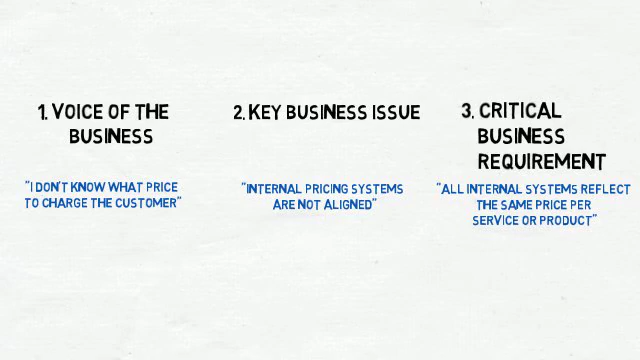 1. VOICE OF THE
BUSINESS
"I DON'T KNOW WHAT PRICE
TO CHARGE THE CUSTOMER"
2. KEY BUSINESS ISSUE
"INTERNAL PRICING SYSTEMS
ARE NOT ALIGNED"
3. CRITICAL
BUSINESS
REQUIREMENT
"ALL INTERNAL SYSTEMS REFLECT
THE SAME PRICE PER
SERVICE OR PRODUCT"